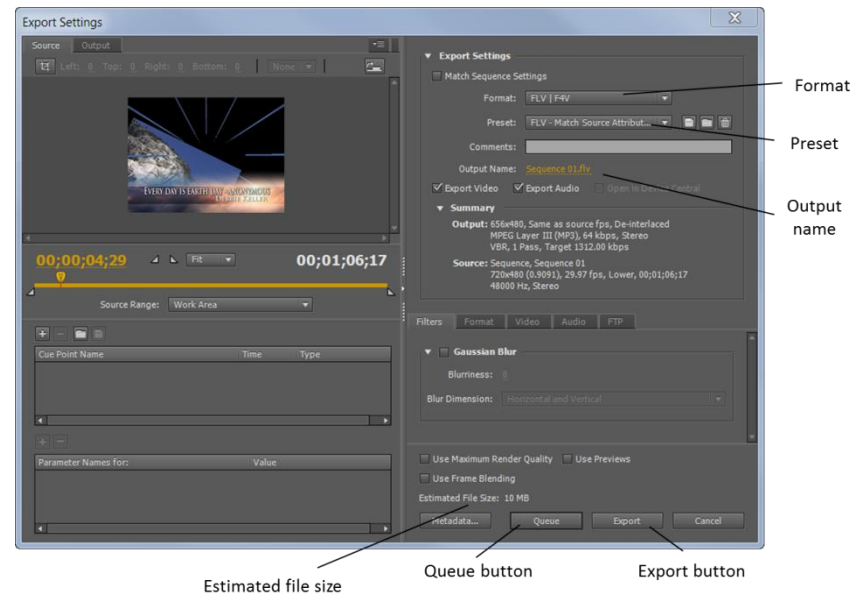 Export Settings
Source Output
Left: 0 Top: 0 Right: 0 Bottom: 0 None
EVERY DAY IS EARTH DAY -ANONYMOUS
DEBBIE KELLER
00;00;04;29 Fit 00;01;06;17
Source Range: Work Area
Cue Point Name Time Type
Parameter Names for: Value
Export Settings
Match Sequence Settings
Format: FLV | F4V
Preset: FLV - Match Source Attribut...
Comments:
Output Name: Sequence 01.flv
Export Video Export Audio Open in Device Central
Summary
Output: 656x480, Same as source fps, De-interlaced
MPEG Layer III (MP3), 64 kbps, Stereo
VBR, 1 Pass, Target 1312.00 kbps
Source: Sequence, Sequence 01
720x480 (0.9091), 29.97 fps, Lower, 00;01;06;17
48000 Hz, Stereo
Filters Format Video Audio FTP
Gaussian Blur
Blurriness: 0
Blur Dimension: Horizontal and Vertical
Use Maximum Render Quality Use Previews
Use Frame Blending
Estimated File Size: 10 MB
Metadata... Queue Export Cancel
Format
Preset
Output
name
Estimated file size
Queue button
Export button